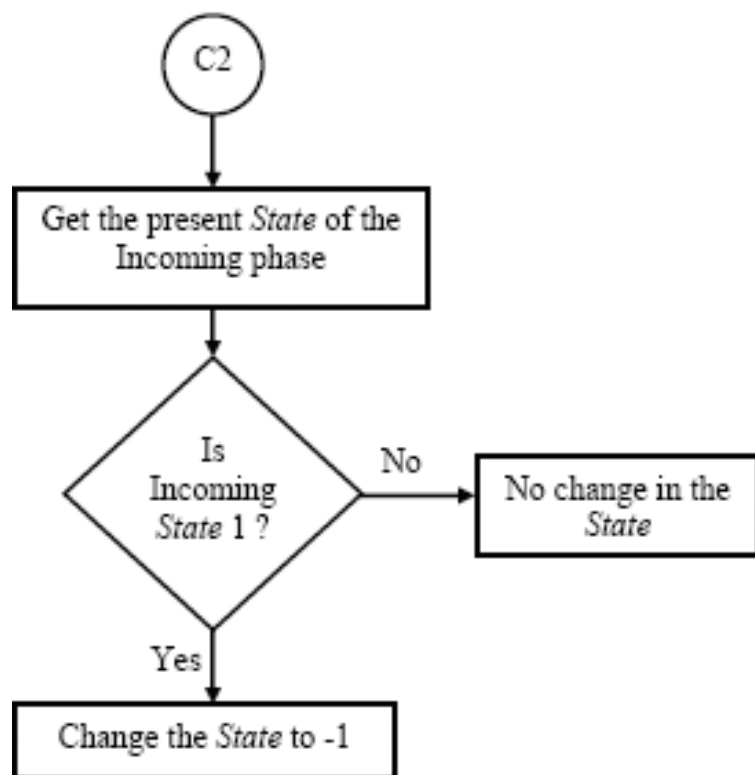 C2
Get the present State of the
Incoming phase
Is
Incoming
State 1 ?
No
No change in the
State
Yes
Change the State to -1